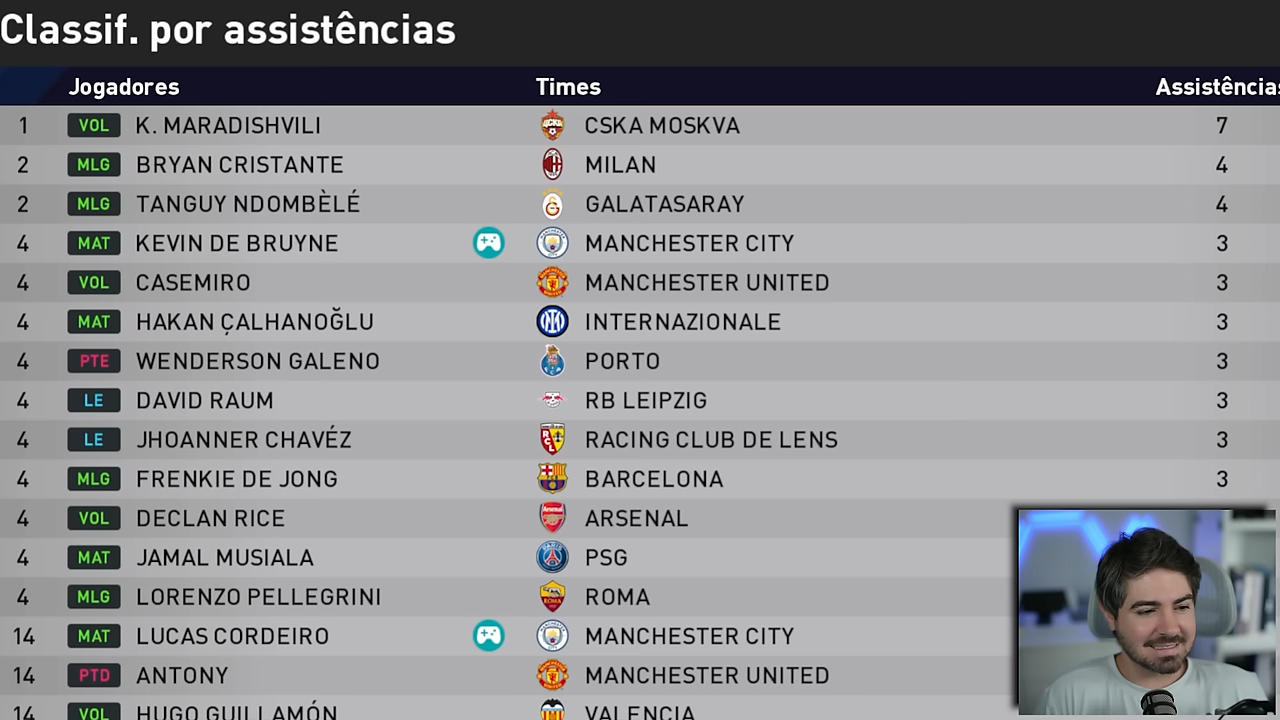 Classif. por assistências
Jogadores Times Assistências
1 VOL K. MARADISHVILI CSKA MOSKVA 7
2 MLG BRYAN CRISTANTE MILAN 4
2 MLG TANGUY NDOMBÈLÉ GALATASARAY 4
4 MAT KEVIN DE BRUYNE MANCHESTER CITY 3
4 VOL CASEMIRO MANCHESTER UNITED 3
4 MAT HAKAN ÇALHANOĞLU INTERNAZIONALE 3
4 PTE WENDERSON GALENO PORTO 3
4 LE DAVID RAUM RB LEIPZIG 3
4 LE JHOANNER CHAVÉZ RACING CLUB DE LENS 3
4 MLG FRENKIE DE JONG BARCELONA 3
4 VOL DECLAN RICE ARSENAL
4 MAT JAMAL MUSIALA PSG
4 MLG LORENZO PELLEGRINI ROMA
14 MAT LUCAS CORDEIRO MANCHESTER CITY
14 PTD ANTONY MANCHESTER UNITED
14 VOL HUGO GUILLAMÓN VALENCIA